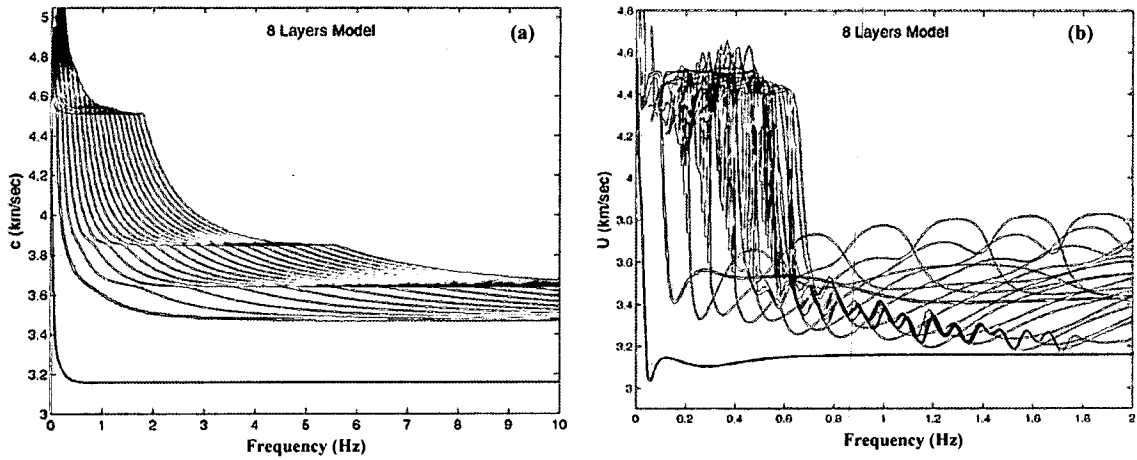 8 Layers Model
(a)
5
4.8
4.6
4.4
4.2
4
3.8
3.6
3.4
3.2
3
c (km/sec)
0 1 2 3 4 5 6 7 8 9 10
Frequency (Hz)
8 Layers Model
(b)
4.6
4.4
4.2
4
3.6
3.4
3.2
3
U (km/sec)
0 0.2 0.4 0.6 0.8 1 1.2 1.4 1.6 1.8 2
Frequency (Hz)